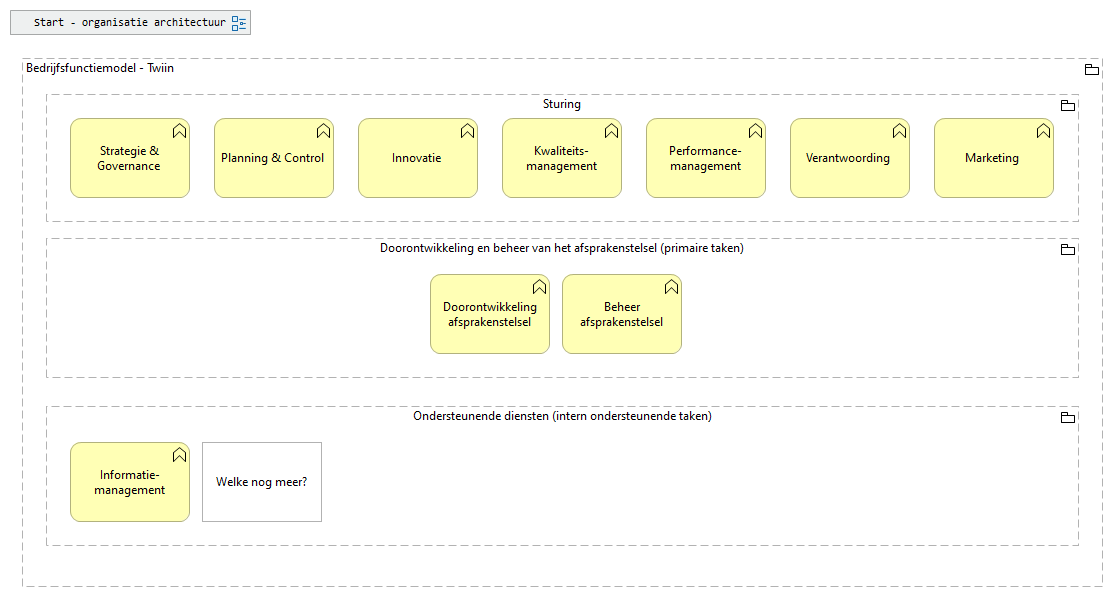 Start - organisatie architectuur
Bedrijfsfunctiemodel - Twiin
Sturing
Strategie &
Governance
Planning & Control
Innovatie
Kwaliteits-
management
Performance-
management
Verantwoording
Marketing
Doorontwikkeling en beheer van het afsprakenstelsel (primaire taken)
Doorontwikkeling
afsprakenstelsel
Beheer
afsprakenstelsel
Ondersteunende diensten (intern ondersteunende taken)
Informatie-
management
Welke nog meer?